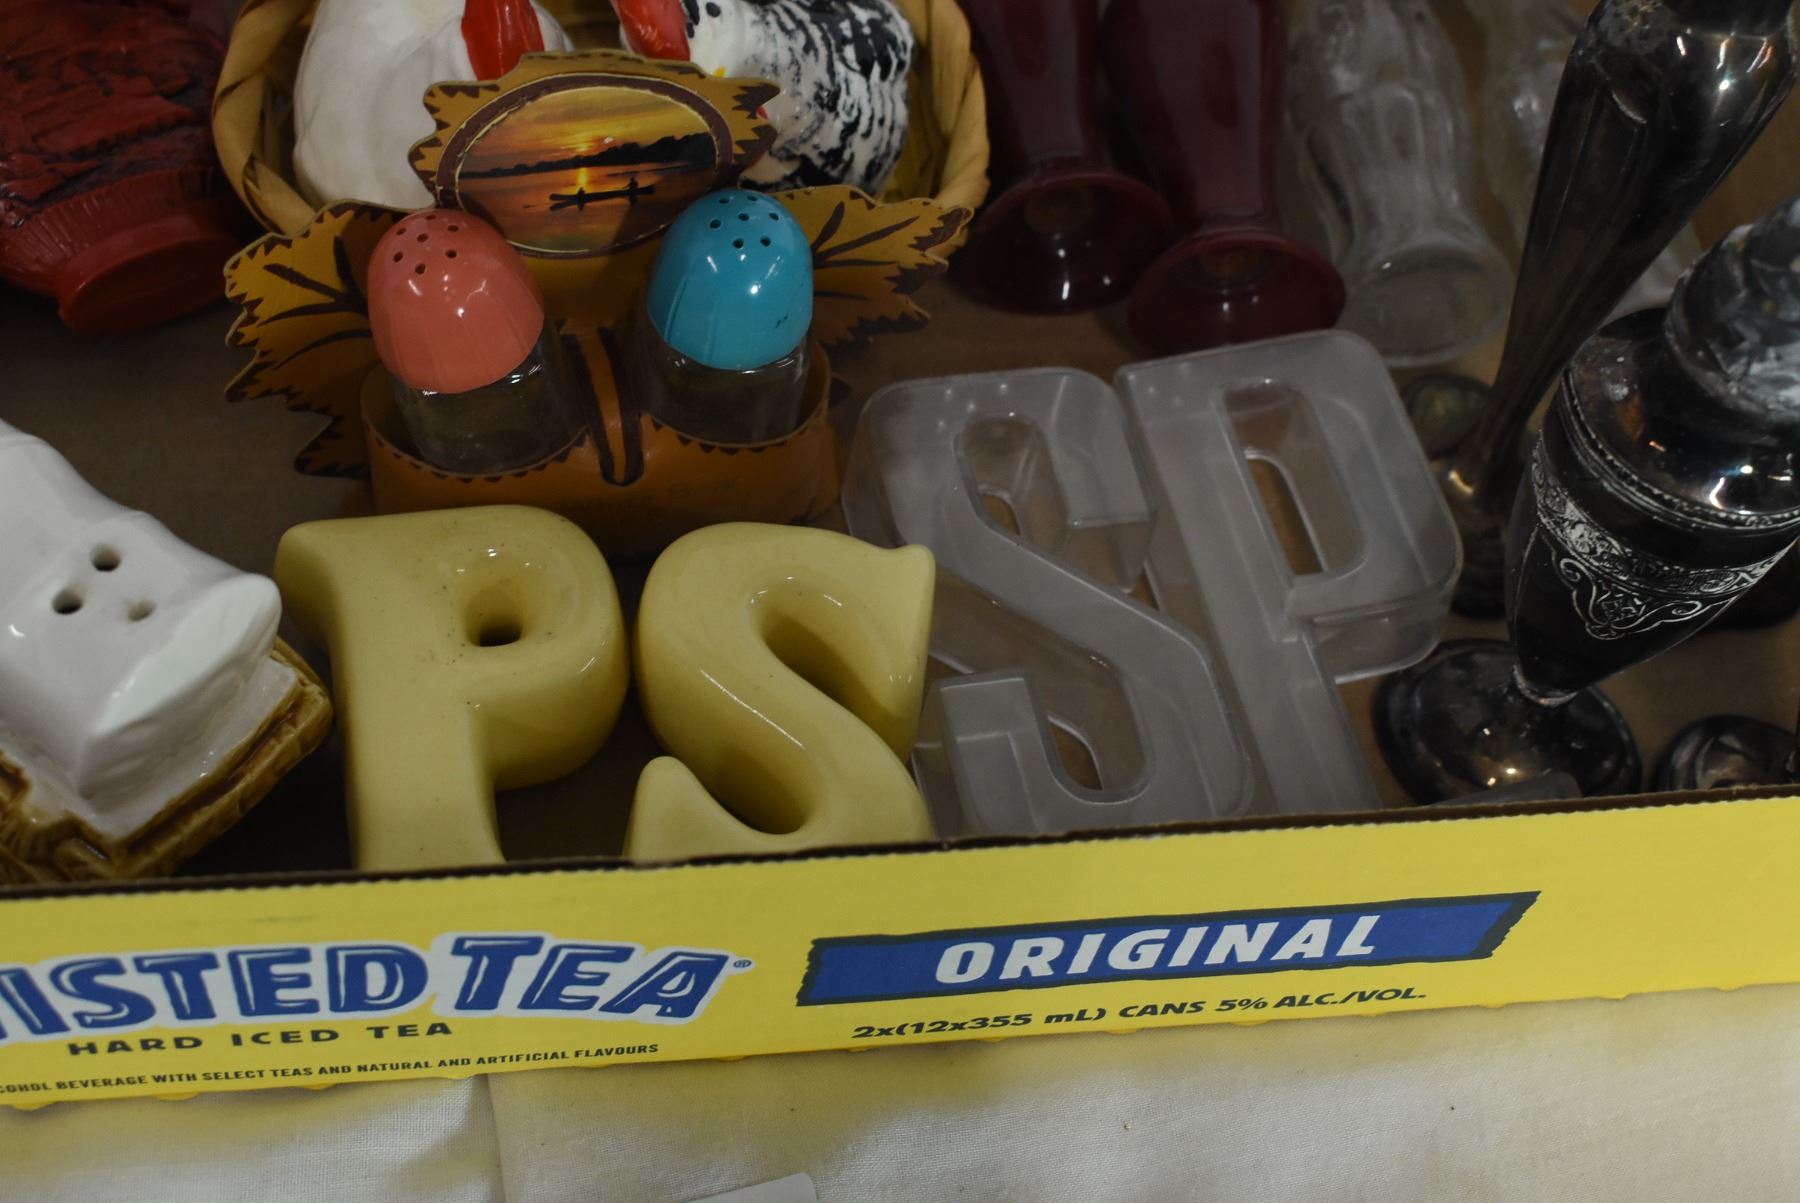 PS
SP
ISTED TEA®
ORIGINAL
HARD ICED TEA
2x(12x355 mL) CANS 5% ALC./VOL.
COHOL BEVERAGE WITH SELECT TEAS AND NATURAL AND ARTIFICIAL FLAVOURS